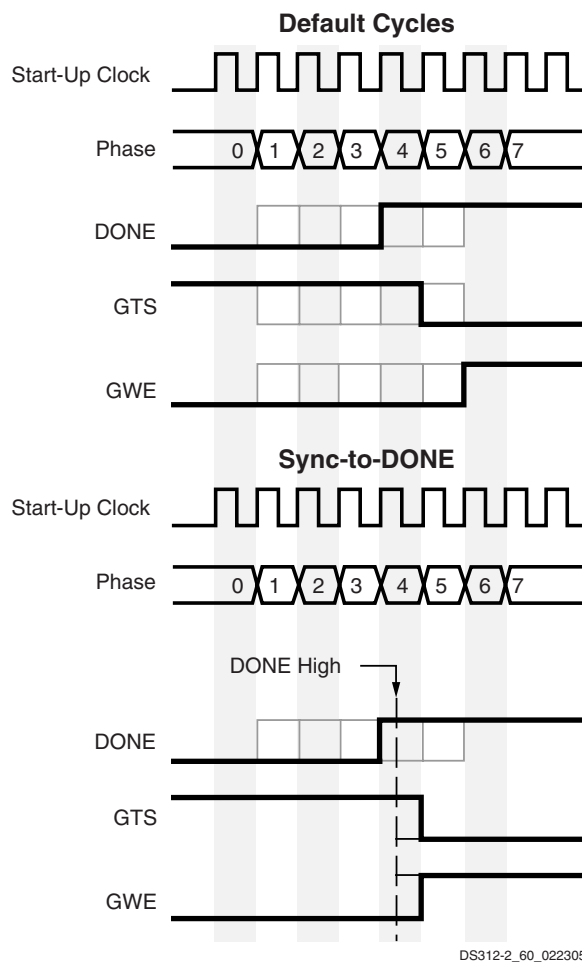 Default Cycles
Start-Up Clock
Phase
0 1 2 3 4 5 6 7
DONE
GTS
GWE
Sync-to-DONE
Start-Up Clock
Phase
0 1 2 3 4 5 6 7
DONE High
DONE
GTS
GWE
DS312-2_60_022305